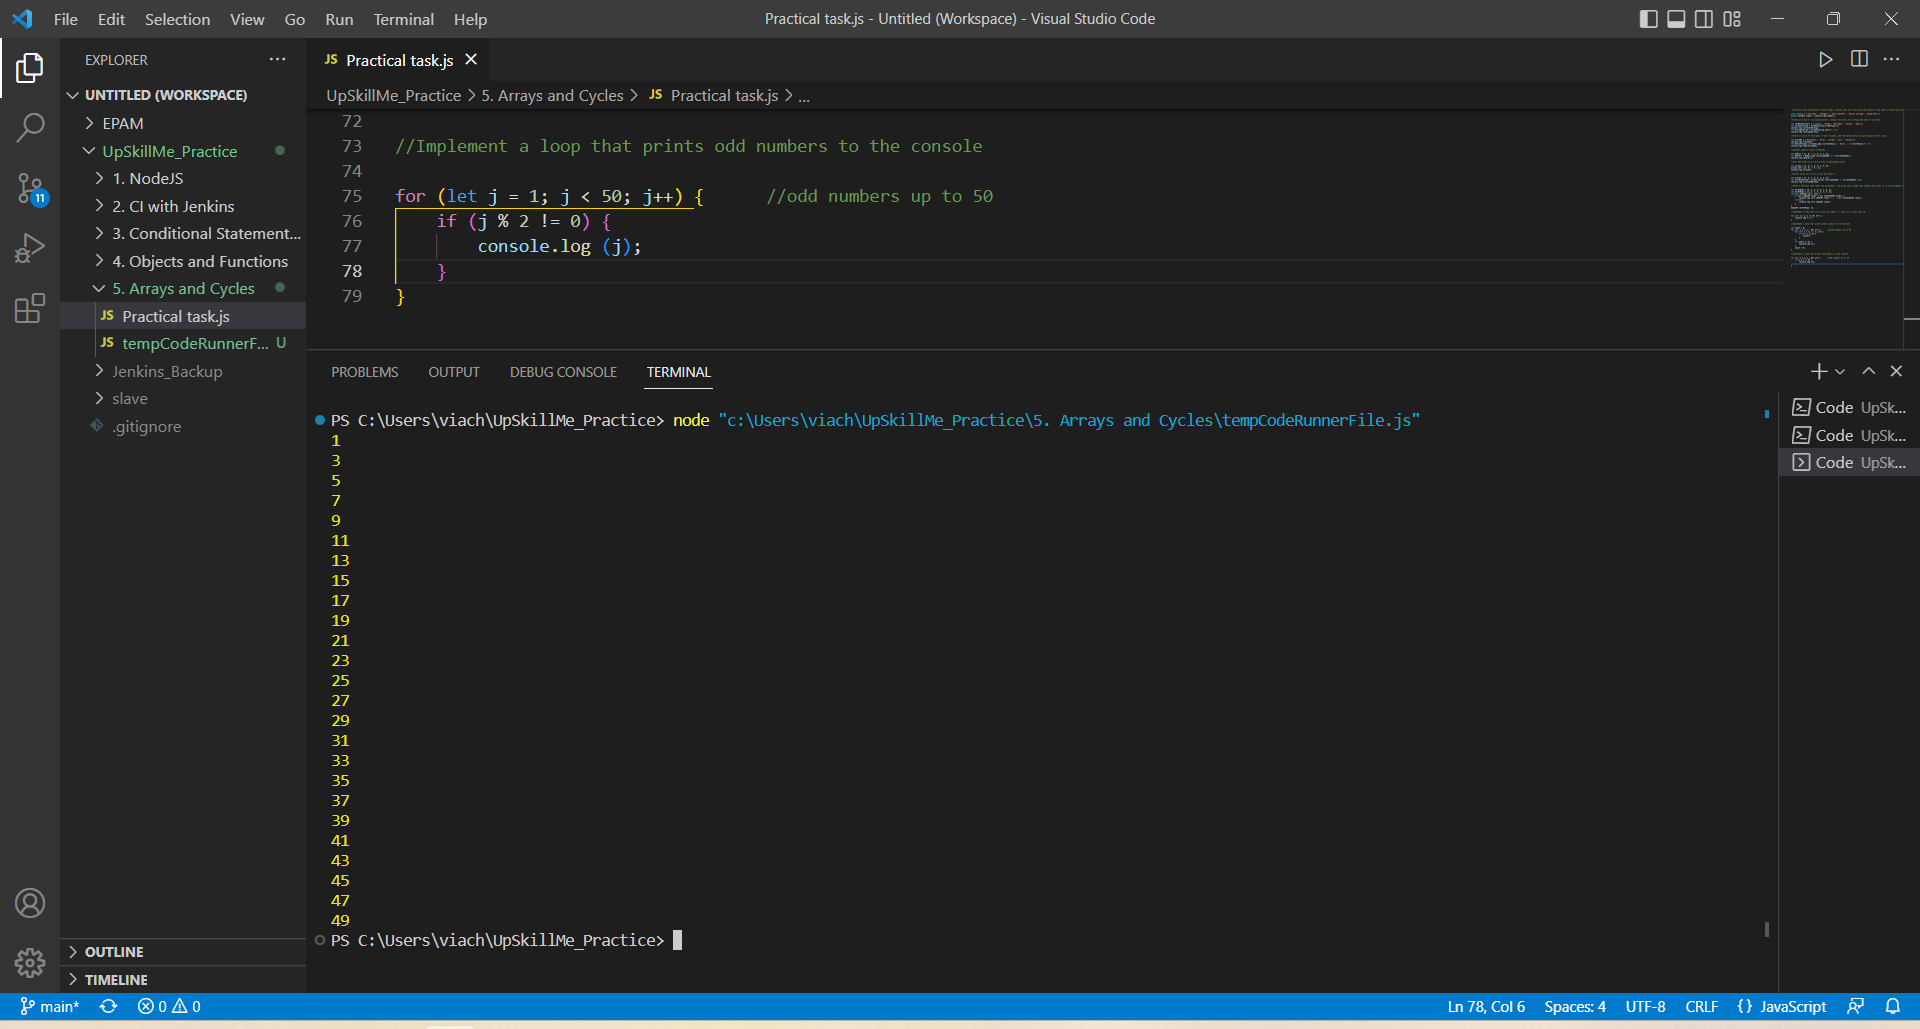 File Edit Selection View Go Run Terminal Help
Practical task.js - Untitled (Workspace) - Visual Studio Code
EXPLORER
UNTITLED (WORKSPACE)
EPAM
UpSkillMe_Practice
1. NodeJS
2. CI with Jenkins
3. Conditional Statement...
4. Objects and Functions
5. Arrays and Cycles
JS Practical task.js
JS tempCodeRunnerF... U
Jenkins_Backup
slave
.gitignore
OUTLINE
TIMELINE
11
JS Practical task.js
UpSkillMe_Practice > 5. Arrays and Cycles > JS Practical task.js > ...
72
73 //Implement a loop that prints odd numbers to the console
74
75 for (let j = 1; j < 50; j++) { //odd numbers up to 50
76 if (j % 2 != 0) {
77 console.log (j);
78 }
79 }
PROBLEMS OUTPUT DEBUG CONSOLE TERMINAL
PS C:\Users\viach\UpSkillMe_Practice> node "c:\Users\viach\UpSkillMe_Practice\5. Arrays and Cycles\tempCodeRunnerFile.js"
1
3
5
7
9
11
13
15
17
19
21
23
25
27
29
31
33
35
37
39
41
43
45
47
49
PS C:\Users\viach\UpSkillMe_Practice>
Code UpSk...
Code UpSk...
Code UpSk...
main* 0 0 Ln 78, Col 6 Spaces: 4 UTF-8 CRLF {} JavaScript